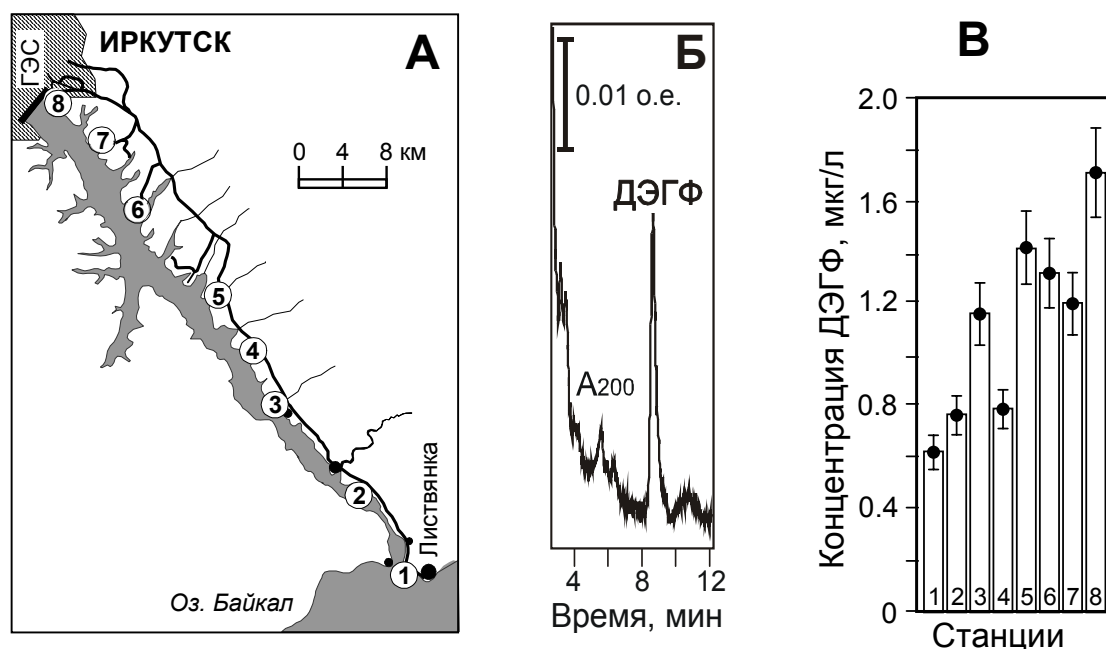 ИРКУТСК
А
ГЭС
8
7
6
5
4
3
2
1
0 4 8 км
Листвянка
Оз. Байкал
Б
0.01 о.е.
ДЭГФ
А200
4 8 12
Время, мин
В
Концентрация ДЭГФ, мкг/л
2.0
1.6
1.2
0.8
0.4
0
1 2 3 4 5 6 7 8
Станции